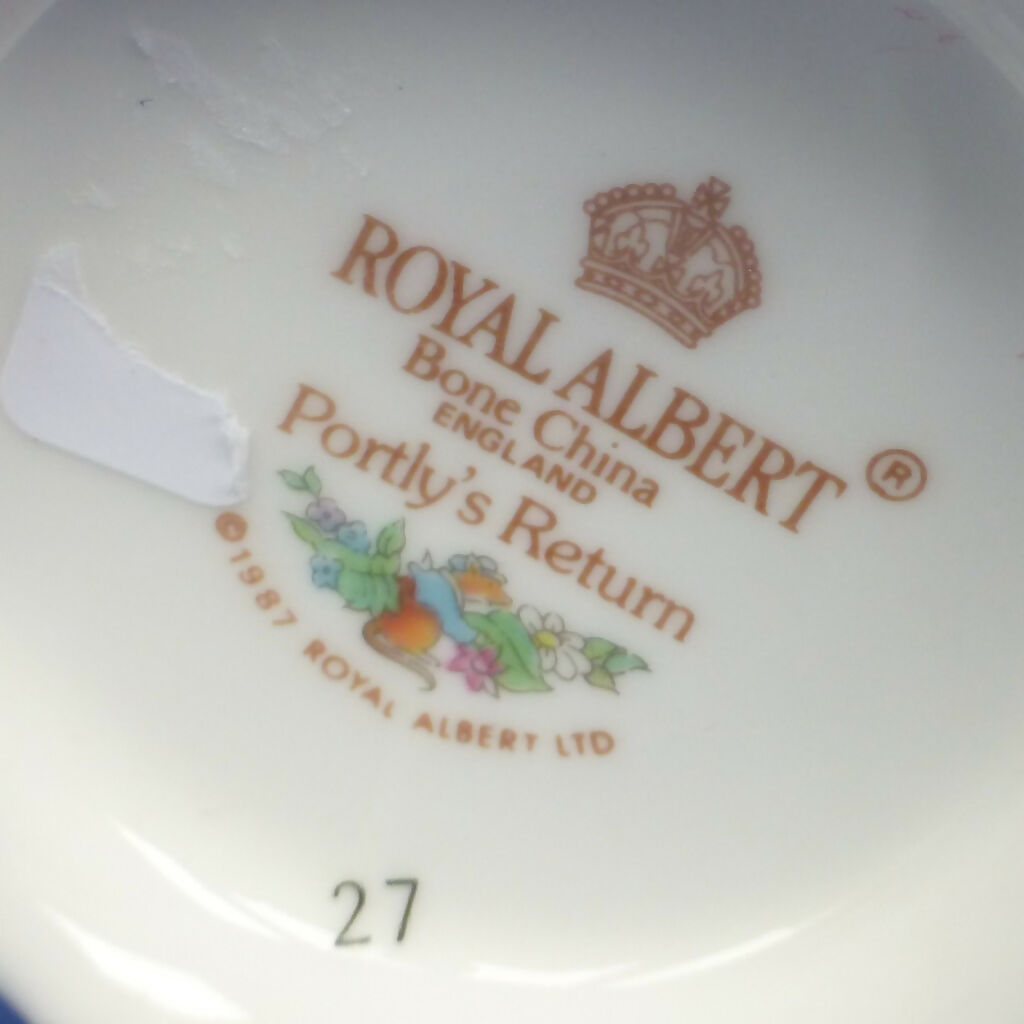 ROYAL ALBERT ®
Bone China
ENGLAND
Portly's Return
© 1987 ROYAL ALBERT LTD
27